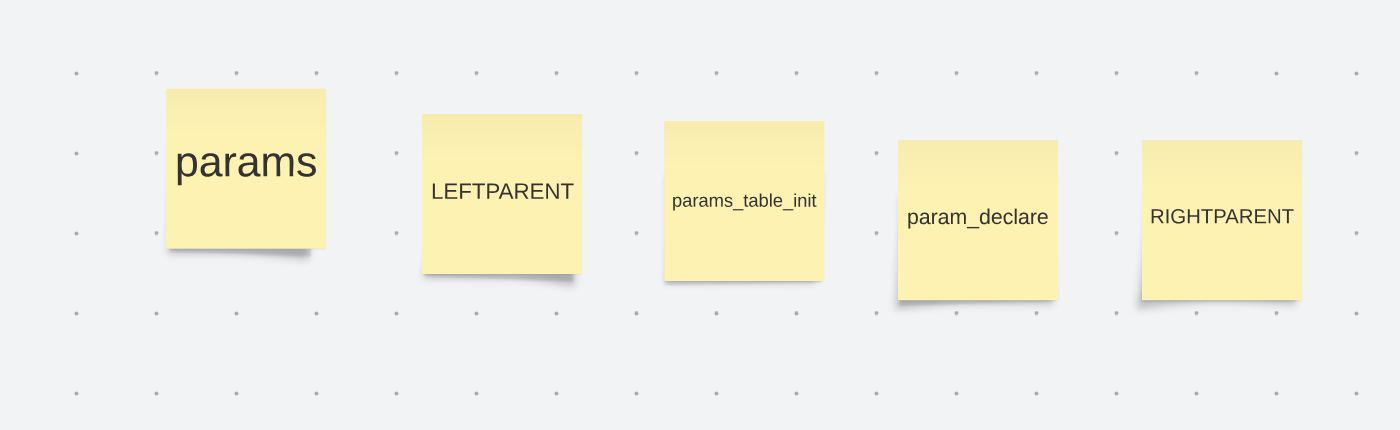 params
LEFTPARENT
params_table_init
param_declare
RIGHTPARENT